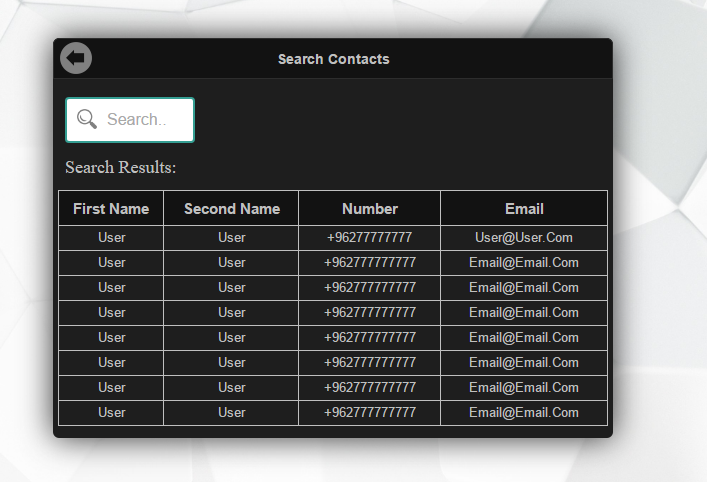 Search Contacts
Search..
Search Results:
First Name Second Name Number Email
User User +96277777777 User@User.Com
User User +962777777777 Email@Email.Com
User User +962777777777 Email@Email.Com
User User +962777777777 Email@Email.Com
User User +962777777777 Email@Email.Com
User User +962777777777 Email@Email.Com
User User +962777777777 Email@Email.Com
User User +962777777777 Email@Email.Com